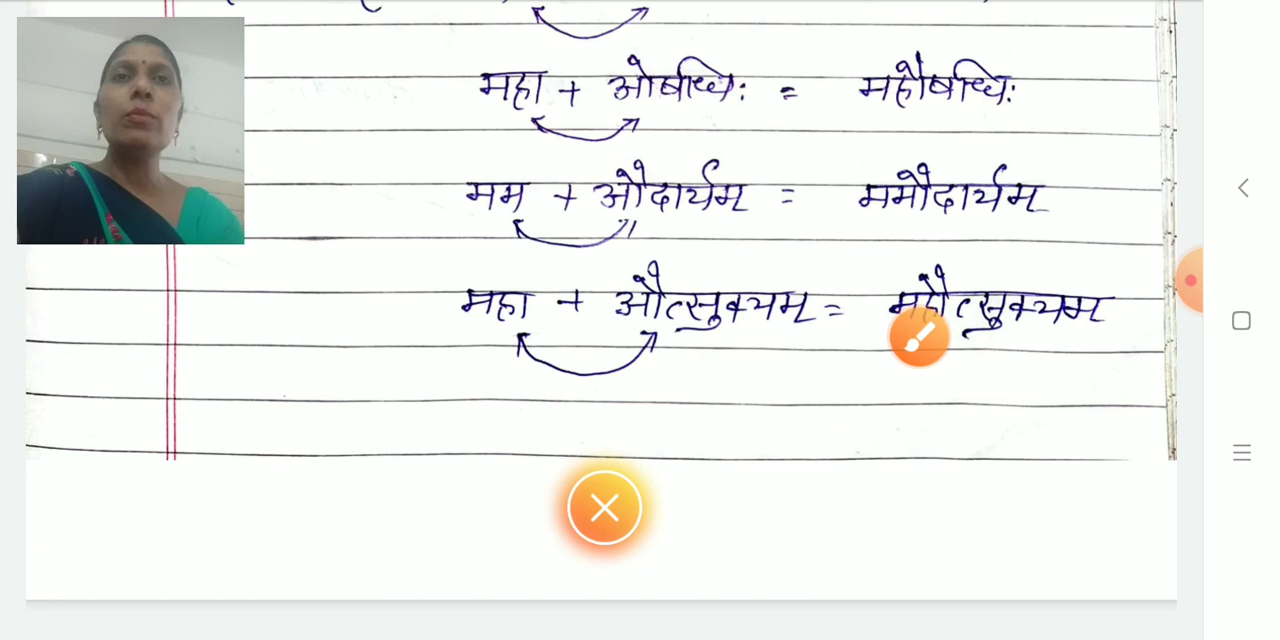 महा + ओषधिः = महौषधिः
मम + औदार्यम् = ममौदार्यम्
महा + औत्सुक्यम् = महौत्सुक्यम्